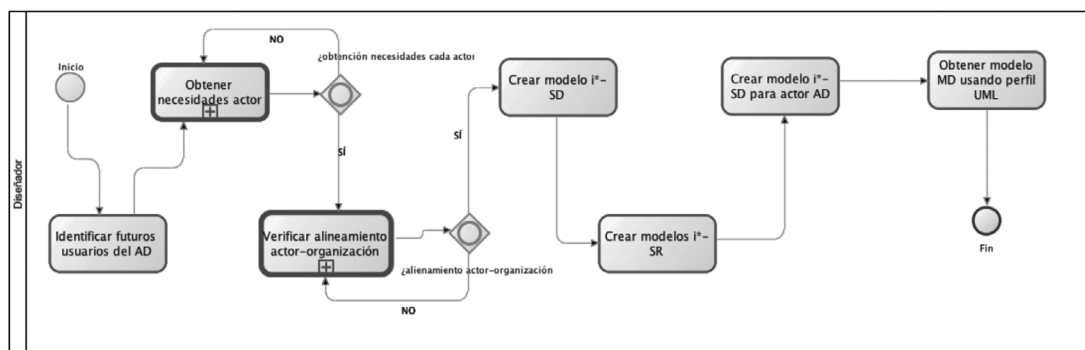 Diseñador
Inicio
Identificar futuros
usuarios del AD
Obtener
necesidades actor
NO
¿obtención necesidades cada actor
SÍ
Verificar alineamiento
actor-organización
¿alienamiento actor-organización
NO
SÍ
Crear modelo i*-
SD
Crear modelos i*-
SR
Crear modelo i*-
SD para actor AD
Obtener modelo
MD usando perfil
UML
Fin